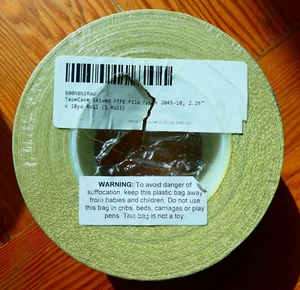 TapeCase Skived PTFE Film Tape 2045-10; 2.25"
x 18yd Roll (1 Roll)
WARNING: To avoid danger of
suffocation, keep this plastic bag away
from babies and children. Do not use
this bag in cribs, beds, carriages or play
pens. This bag is not a toy.